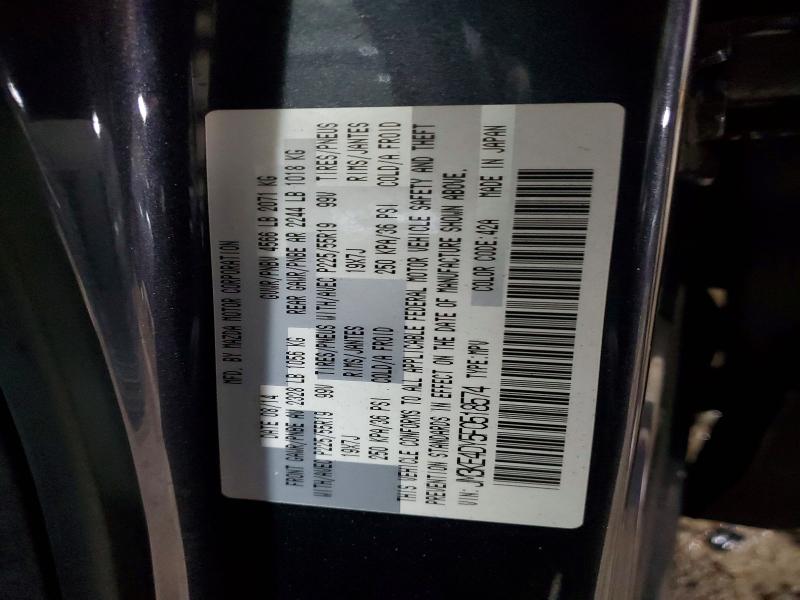 MFD. BY MAZDA MOTOR CORPORATION
DATE 08/14 GVWR/PNBV 4566 LB 2071 KG
FRONT GAWR/PNBE AV 2328 LB 1056 KG REAR GAWR/PNBE AR 2244 LB 1018 KG
WITH/AVEC P225/55R19 99V TIRES/PNEUS WITH/AVEC P225/55R19 99V TIRES/PNEUS
19X7J RIMS/JANTES 19X7J RIMS/JANTES
250 KPA/36 PSI COLD/A FROID 250 KPA/36 PSI COLD/A FROID
THIS VEHICLE CONFORMS TO ALL APPLICABLE FEDERAL MOTOR VEHICLE SAFETY AND THEFT
PREVENTION STANDARDS IN EFFECT ON THE DATE OF MANUFACTURE SHOWN ABOVE.
VIN: JM3KE4DY5F0518574 TYPE:MPV COLOR CODE:42A MADE IN JAPAN